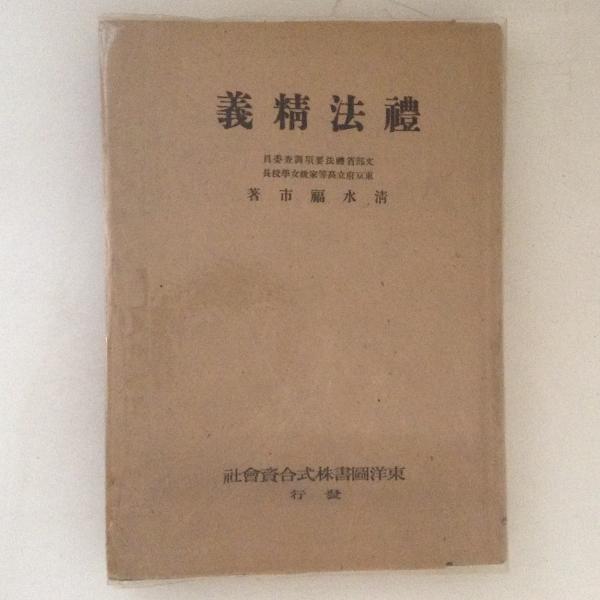 禮法精義
文部省禮法要項調査委員
東京府立高等家政女學校長
清水福市著
東洋圖書株式合資會社
發行